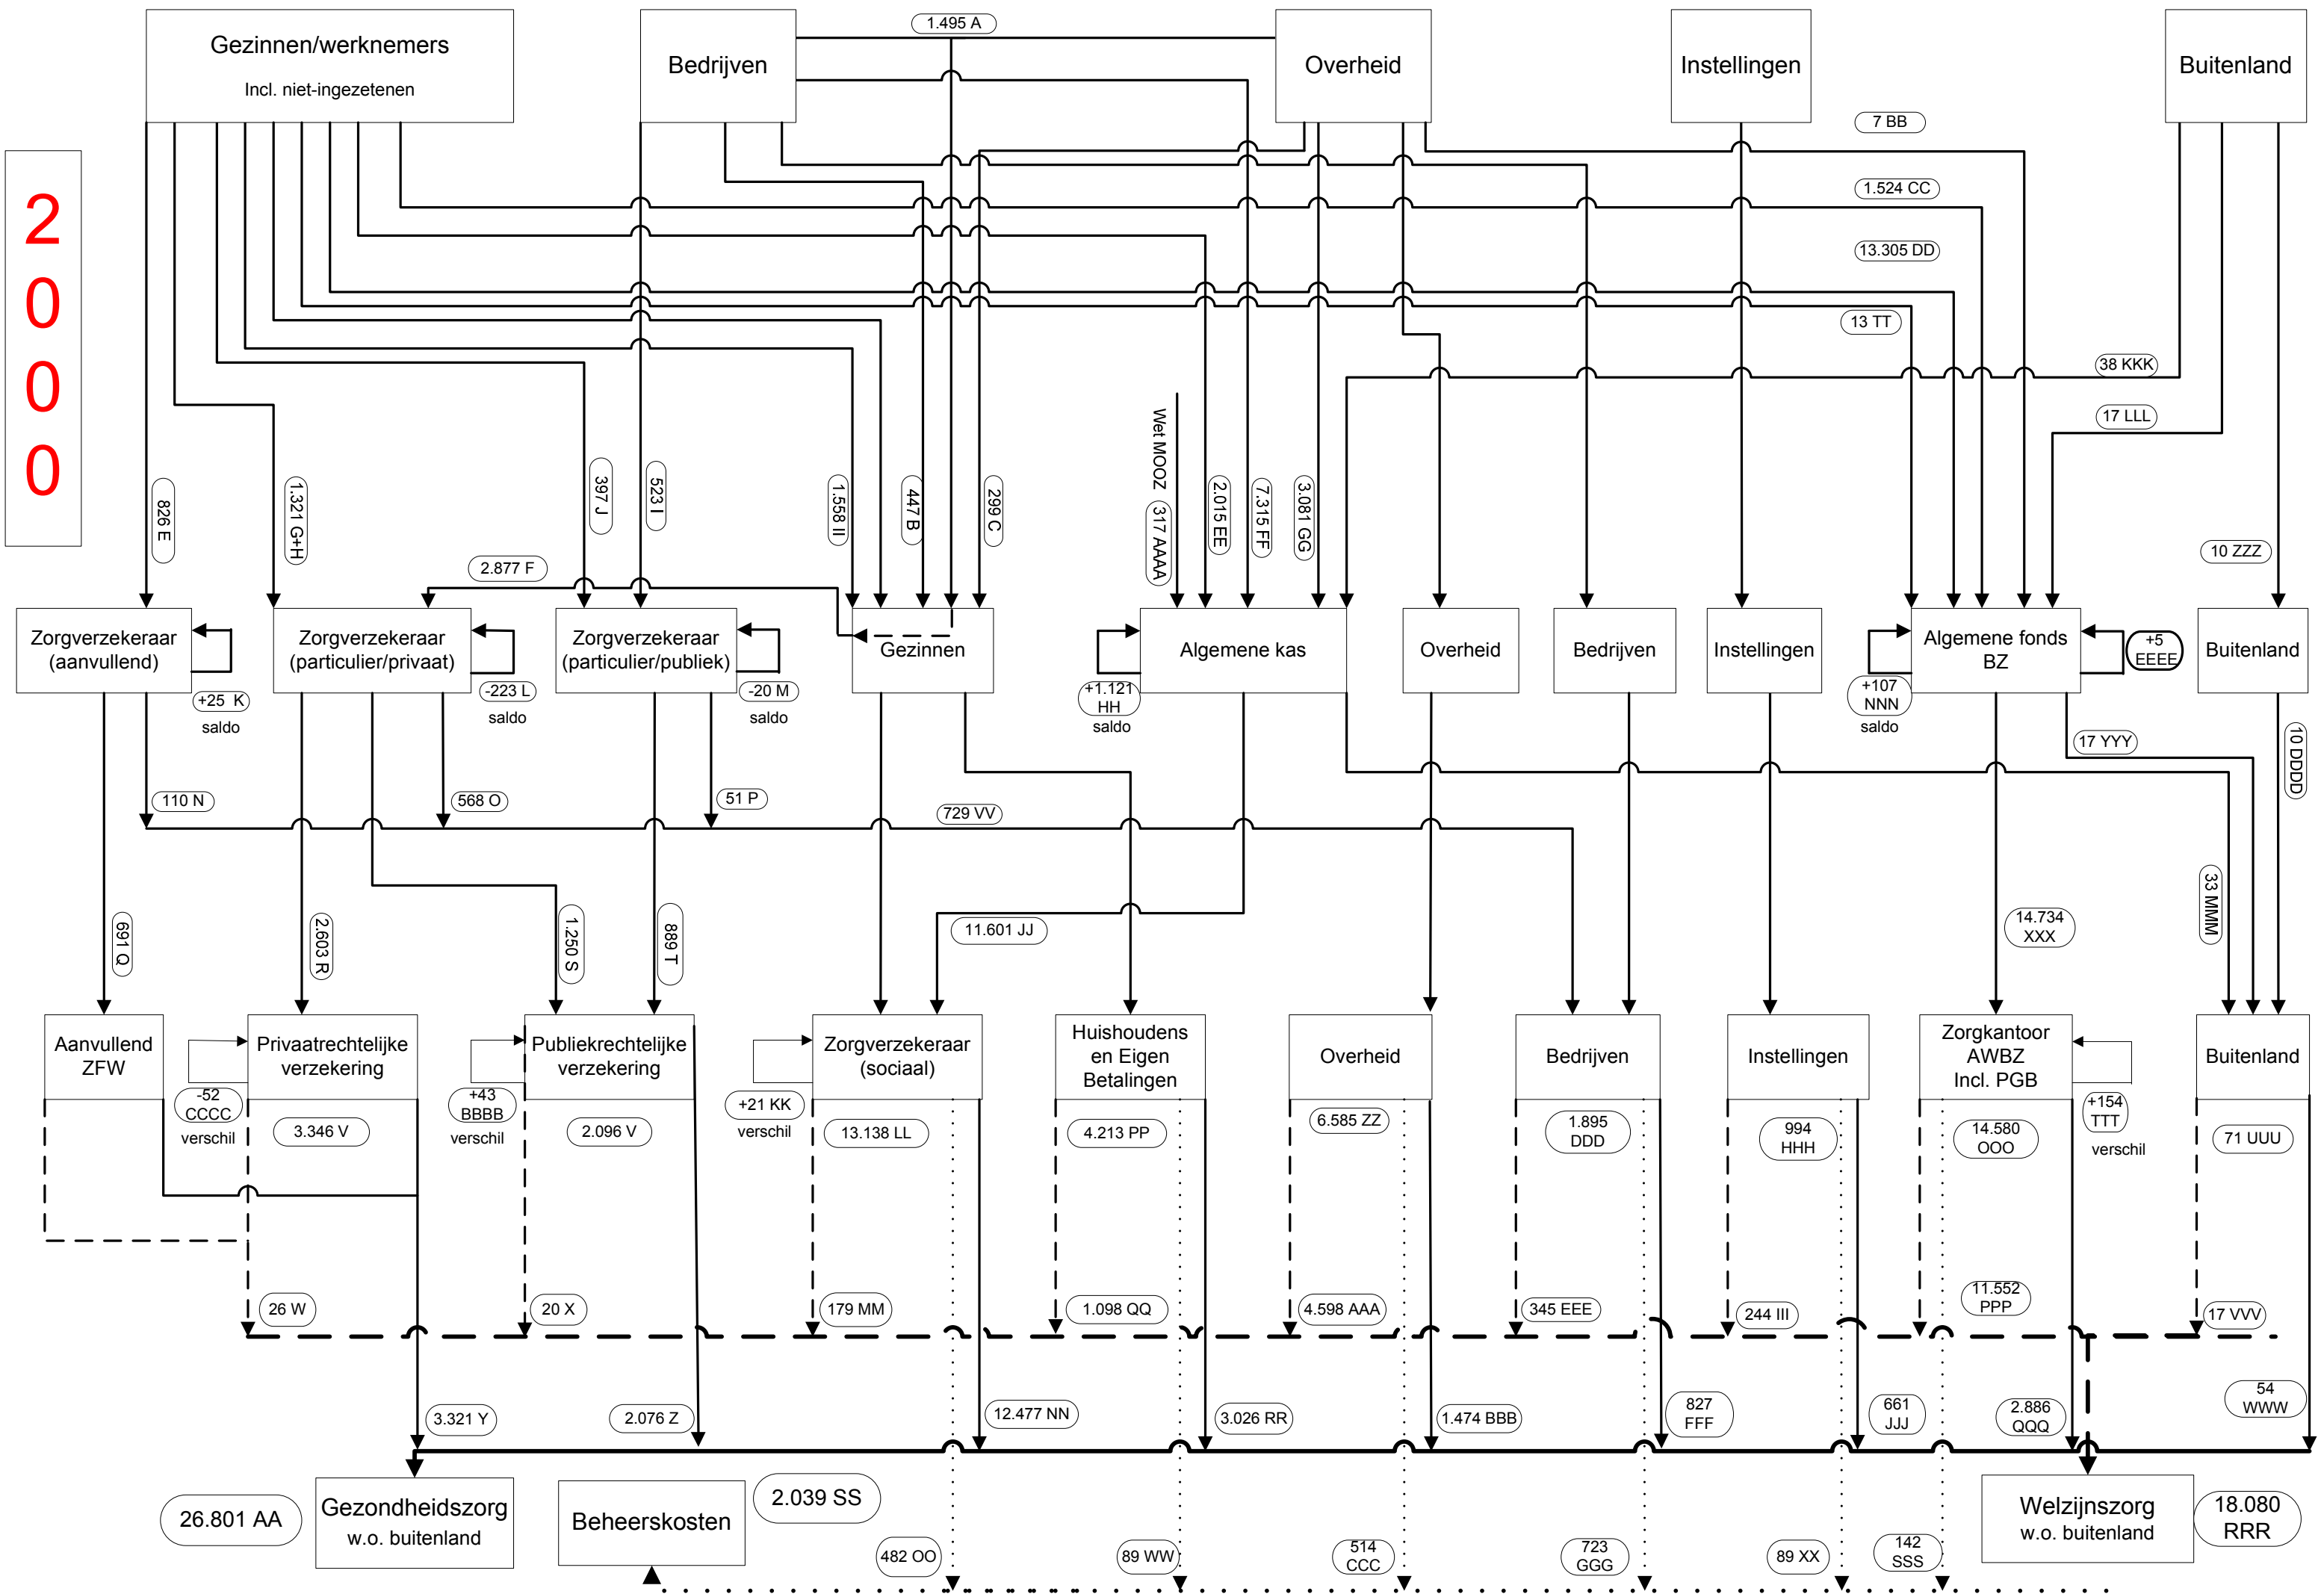 1.495 A
Gezinnen/werknemers
Incl. niet-ingezetenen
Bedrijven
Overheid
Instellingen
Buitenland
7 BB
2
0
0
0
1.524 CC
13.305 DD
13 TT
38 KKK
17 LLL
826 E
1.321 G+H
397 J
523 I
1.558 II
447 B
299 C
Wet MOOZ
317 AAAA
2.015 EE
7.315 FF
3.081 GG
10 ZZZ
2.877 F
Zorgverzekeraar
(aanvullend)
Zorgverzekeraar
(particulier/privaat)
Zorgverzekeraar
(particulier/publiek)
Gezinnen
Algemene kas
Overheid
Bedrijven
Instellingen
Algemene fonds
BZ
+5
EEEE
Buitenland
+25 K
saldo
-223 L
saldo
-20 M
saldo
+1.121
HH
saldo
+107
NNN
saldo
17 YYY
10 DDDD
110 N
568 O
51 P
729 VV
691 Q
2.603 R
1.250 S
889 T
11.601 JJ
14.734
XXX
33 MMM
Aanvullend
ZFW
Privaatrechtelijke
verzekering
Publiekrechtelijke
verzekering
Zorgverzekeraar
(sociaal)
Huishoudens
en Eigen
Betalingen
Overheid
Bedrijven
Instellingen
Zorgkantoor
AWBZ
Incl. PGB
Buitenland
-52
CCCC
verschil
3.346 V
+43
BBBB
verschil
2.096 V
+21 KK
verschil
13.138 LL
4.213 PP
6.585 ZZ
1.895
DDD
994
HHH
14.580
OOO
+154
TTT
verschil
71 UUU
26 W
20 X
179 MM
1.098 QQ
4.598 AAA
345 EEE
244 III
11.552
PPP
17 VVV
3.321 Y
2.076 Z
12.477 NN
3.026 RR
1.474 BBB
827
FFF
661
JJJ
2.886
QQQ
54
WWW
26.801 AA
Gezondheidszorg
w.o. buitenland
Beheerskosten
2.039 SS
Welzijnszorg
w.o. buitenland
18.080
RRR
482 OO
89 WW
514
CCC
723
GGG
89 XX
142
SSS